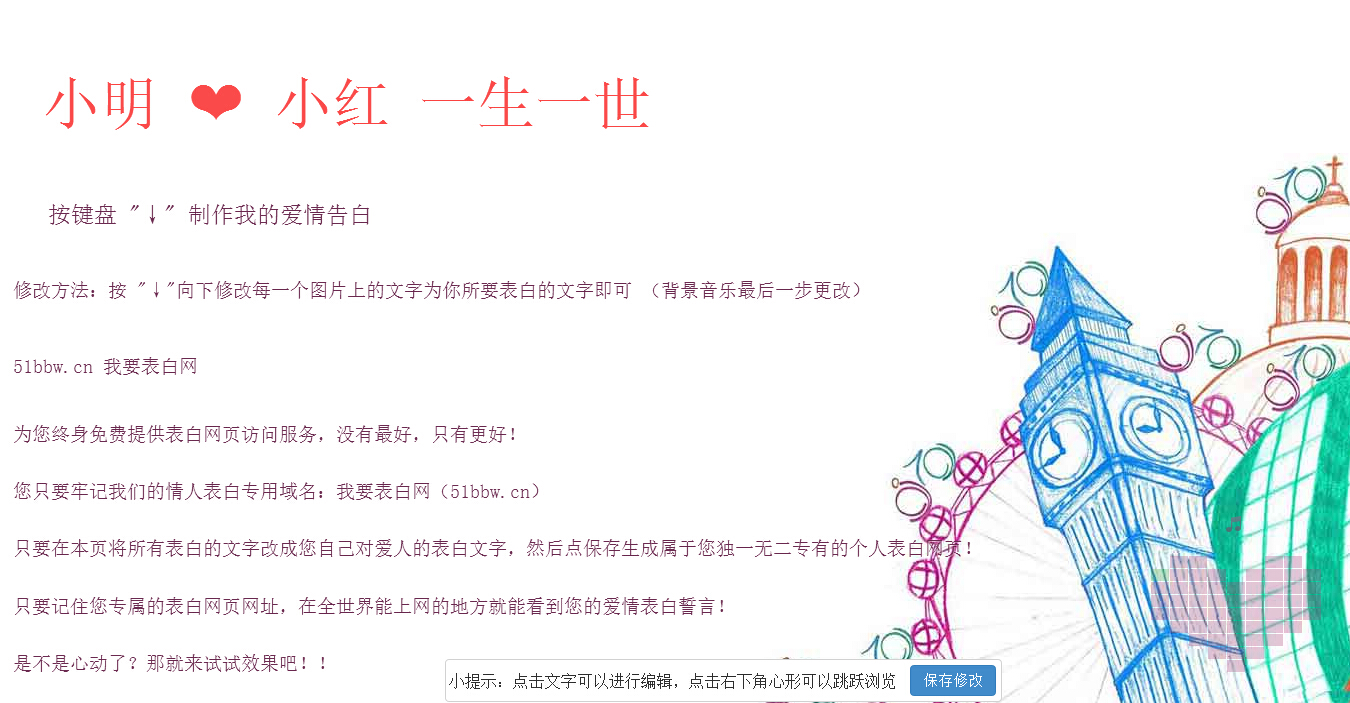 小明 ❤ 小红 一生一世
按键盘 "↓" 制作我的爱情告白
修改方法：按 "↓"向下修改每一个图片上的文字为你所要表白的文字即可 （背景音乐最后一步更改）
51bbw.cn 我要表白网
为您终身免费提供表白网页访问服务，没有最好，只有更好！
您只要牢记我们的情人表白专用域名：我要表白网（51bbw.cn）
只要在本页将所有表白的文字改成您自己对爱人的表白文字，然后点保存生成属于您独一无二专有的个人表白网页！
只要记住您专属的表白网页网址，在全世界能上网的地方就能看到您的爱情表白誓言！
是不是心动了？那就来试试效果吧！！
小提示：点击文字可以进行编辑，点击右下角心形可以跳跃浏览 保存修改